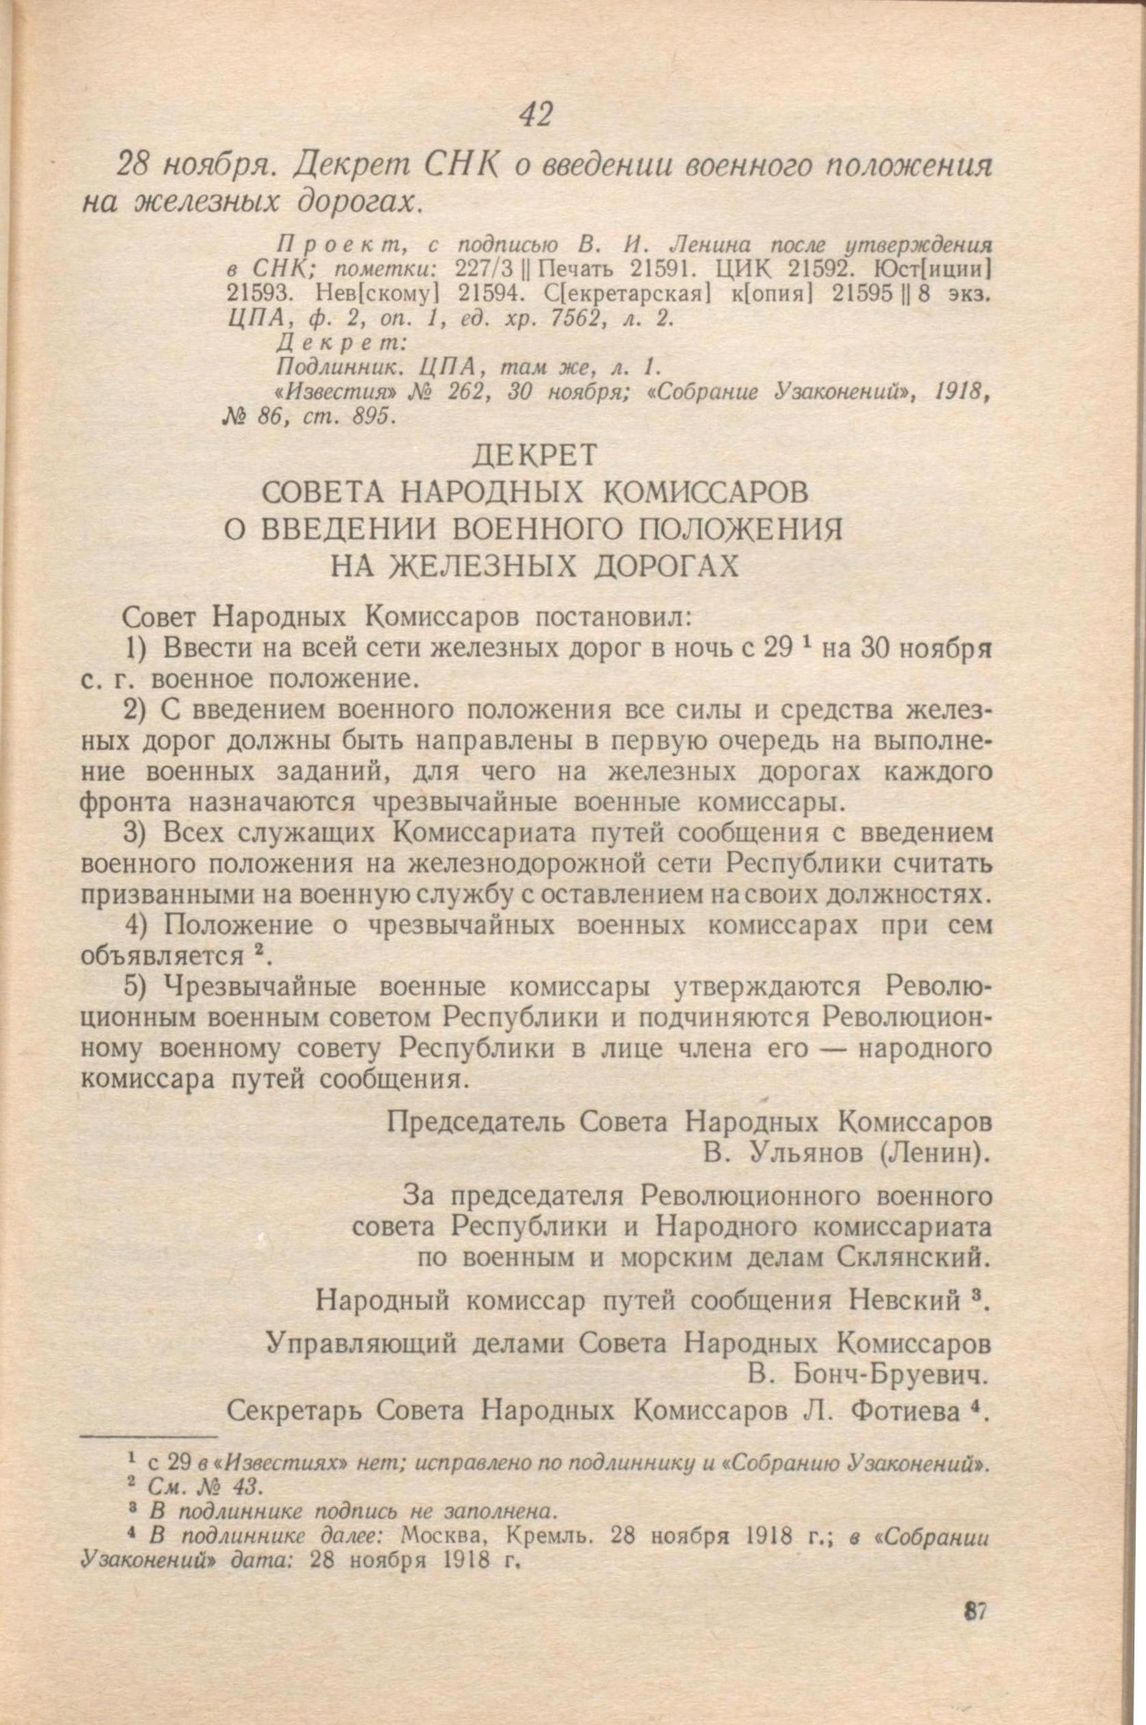 42
28 ноября. Декрет СНК о введении военного положения
на железных дорогах.
Проект, с подписью В. И. Ленина после утверждения
в СНК; пометки: 227/3 || Печать 21591. ЦИК 21592. Юст[иции]
21593. Нев[скому] 21594. С[екретарская] к[опия] 21595 || 8 экз.
ЦПА, ф. 2, оп. 1, ед. хр. 7562, л. 2.
Декрет:
Подлинник. ЦПА, там же, л. 1.
«Известия» № 262, 30 ноября; «Собрание Узаконений», 1918,
№ 86, ст. 895.
ДЕКРЕТ
СОВЕТА НАРОДНЫХ КОМИССАРОВ
О ВВЕДЕНИИ ВОЕННОГО ПОЛОЖЕНИЯ
НА ЖЕЛЕЗНЫХ ДОРОГАХ
Совет Народных Комиссаров постановил:
1) Ввести на всей сети железных дорог в ночь с 29 ¹ на 30 ноября
с. г. военное положение.
2) С введением военного положения все силы и средства желез-
ных дорог должны быть направлены в первую очередь на выполне-
ние военных заданий, для чего на железных дорогах каждого
фронта назначаются чрезвычайные военные комиссары.
3) Всех служащих Комиссариата путей сообщения с введением
военного положения на железнодорожной сети Республики считать
призванными на военную службу с оставлением на своих должностях.
4) Положение о чрезвычайных военных комиссарах при сем
объявляется ².
5) Чрезвычайные военные комиссары утверждаются Револю-
ционным военным советом Республики и подчиняются Революцион-
ному военному совету Республики в лице члена его — народного
комиссара путей сообщения.
Председатель Совета Народных Комиссаров
В. Ульянов (Ленин).
За председателя Революционного военного
совета Республики и Народного комиссариата
по военным и морским делам Склянский.
Народный комиссар путей сообщения Невский ³.
Управляющий делами Совета Народных Комиссаров
В. Бонч-Бруевич.
Секретарь Совета Народных Комиссаров Л. Фотиева ⁴.
¹ с 29 в «Известиях» нет; исправлено по подлиннику и «Собранию Узаконений».
² См. № 43.
³ В подлиннике подпись не заполнена.
⁴ В подлиннике далее: Москва, Кремль. 28 ноября 1918 г.; в «Собрании
Узаконений» дата: 28 ноября 1918 г.
87